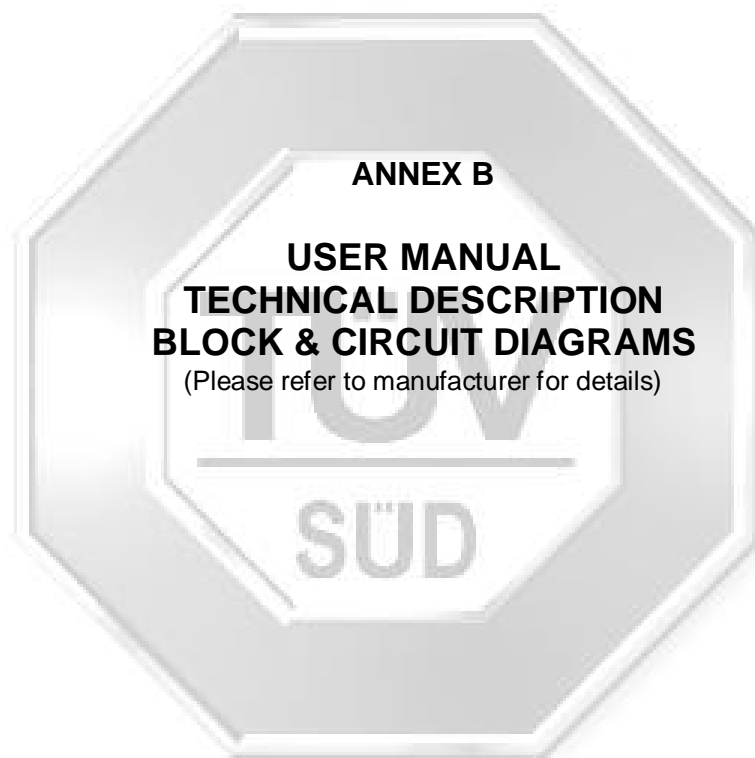 ANNEX B
USER MANUAL
TECHNICAL DESCRIPTION
BLOCK & CIRCUIT DIAGRAMS
(Please refer to manufacturer for details)
TÜV
SÜD